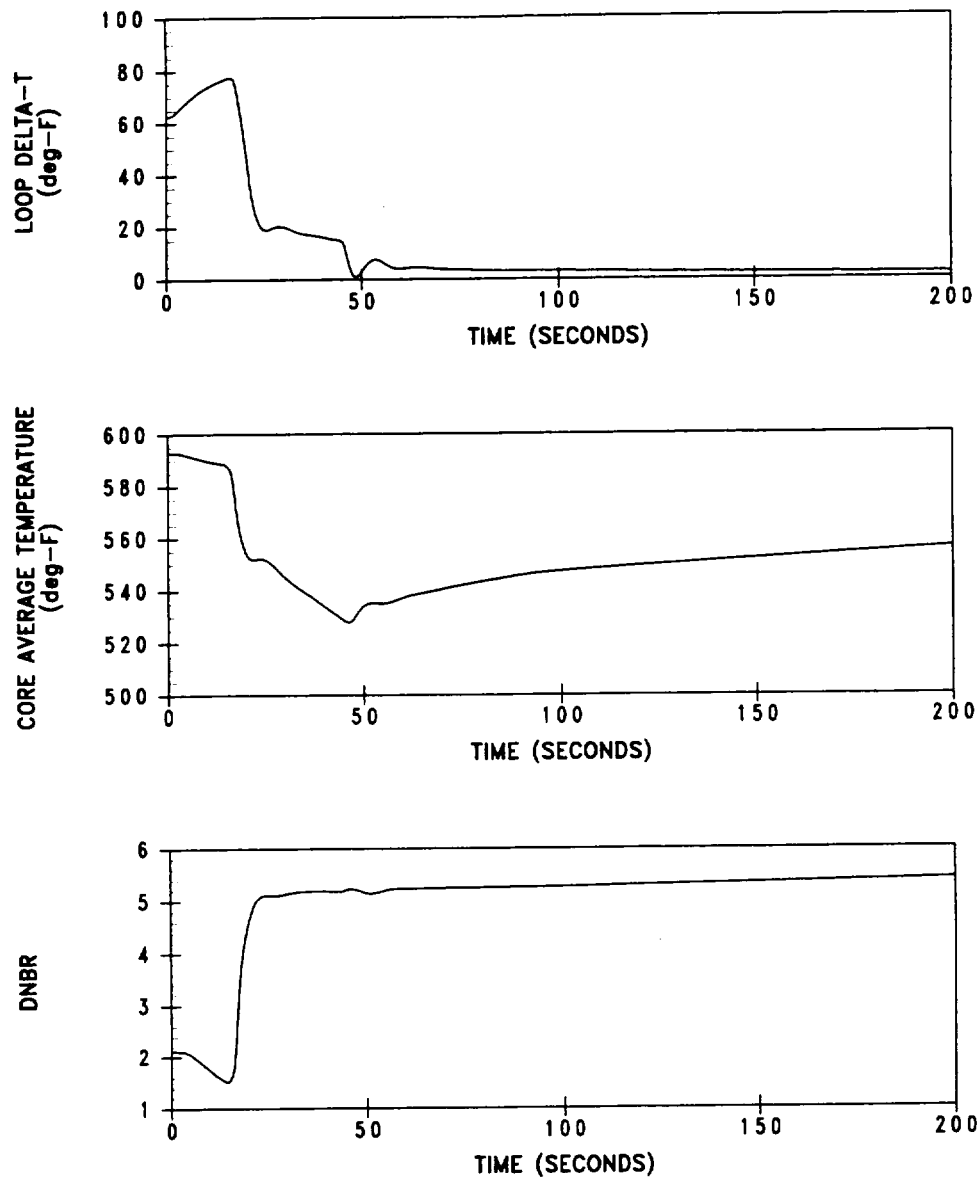 LOOP DELTA-T
(deg-F)
100
80
60
40
20
0
0 50 100 150 200
TIME (SECONDS)
CORE AVERAGE TEMPERATURE
(deg-F)
600
580
560
540
520
500
0 50 100 150 200
TIME (SECONDS)
DNBR
6
5
4
3
2
1
0 50 100 150 200
TIME (SECONDS)